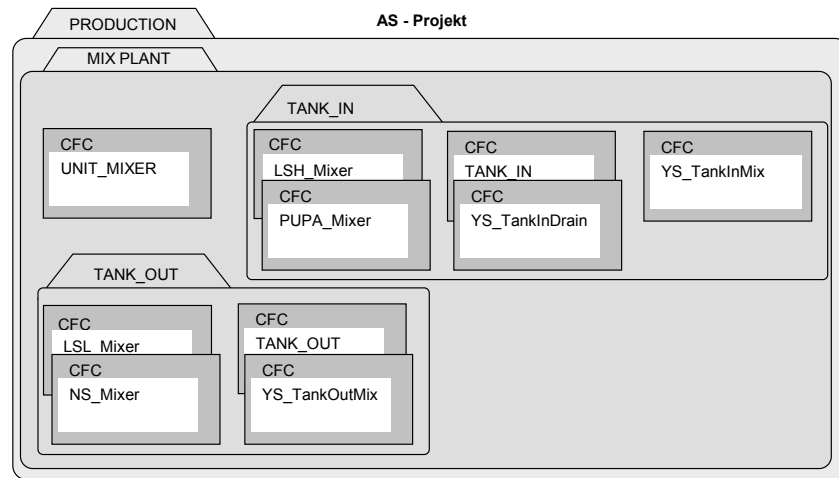 AS - Projekt
PRODUCTION
MIX PLANT
TANK_IN
CFC
UNIT_MIXER
CFC
LSH_Mixer
CFC
PUPA_Mixer
CFC
TANK_IN
CFC
YS_TankInDrain
CFC
YS_TankInMix
TANK_OUT
CFC
LSL_Mixer
CFC
NS_Mixer
CFC
TANK_OUT
CFC
YS_TankOutMix